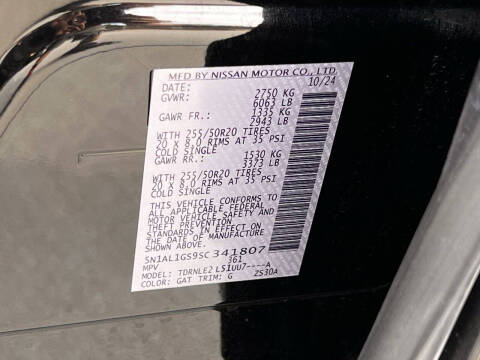 MFD BY NISSAN MOTOR CO., LTD
DATE: 10/24
GVWR: 2750 KG
6063 LB
GAWR FR.: 1335 KG
2943 LB
WITH 255/50R20 TIRES
20 x 8.0 RIMS AT 35 PSI
COLD SINGLE
GAWR RR.: 1530 KG
3373 LB
WITH 255/50R20 TIRES
20 x 8.0 RIMS AT 35 PSI
COLD SINGLE
THIS VEHICLE CONFORMS TO
ALL APPLICABLE FEDERAL
MOTOR VEHICLE SAFETY AND
THEFT PREVENTION
STANDARDS IN EFFECT ON
THE DATE OF MANUFACTURE
SHOWN ABOVE.
5N1AL1GS9SC341807
MPV 361
MODEL: TDRNLE2 L51UU7----A
COLOR: GAT TRIM: G ZS30A